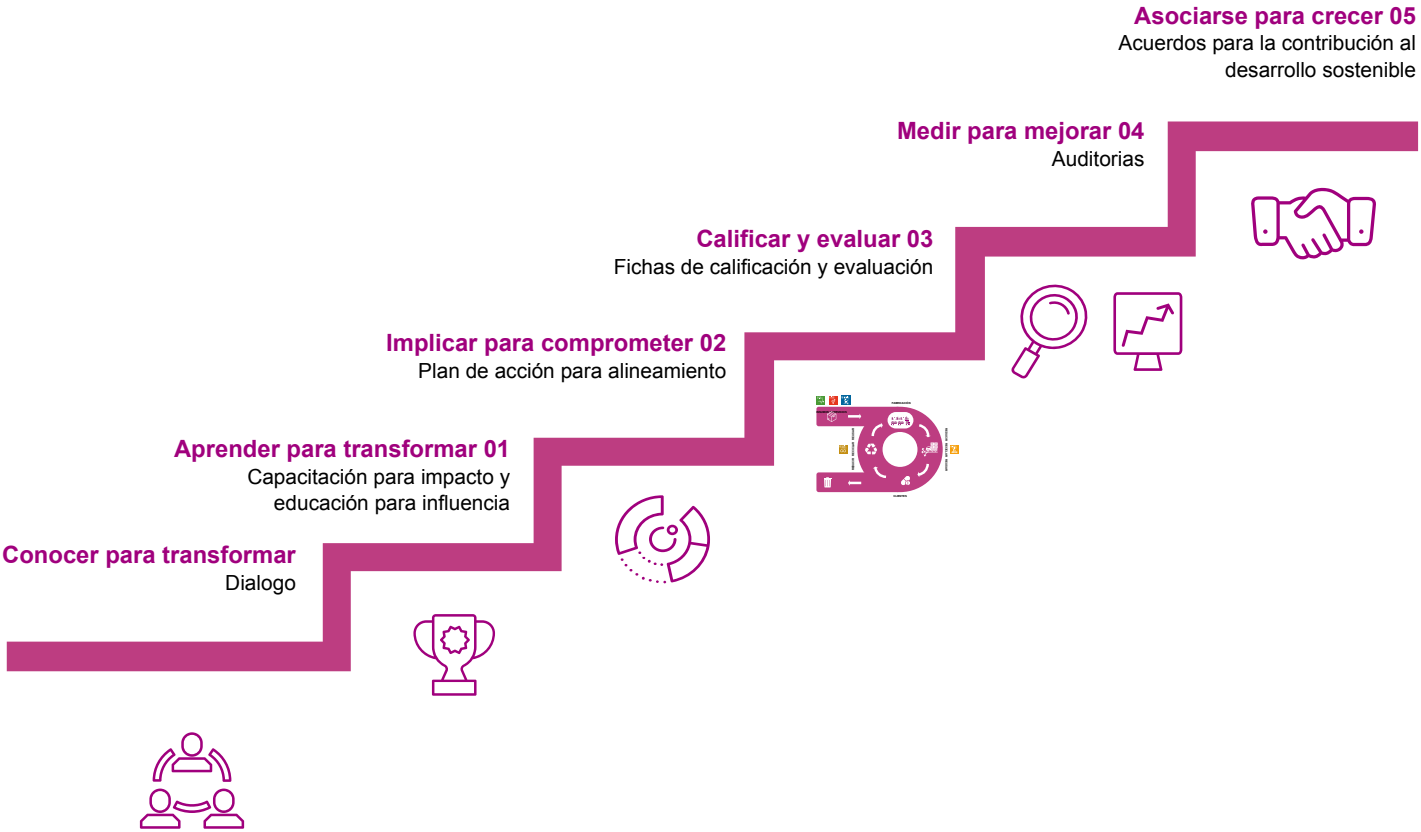 Asociarse para crecer 05
Acuerdos para la contribución al
desarrollo sostenible
Medir para mejorar 04
Auditorias
Calificar y evaluar 03
Fichas de calificación y evaluación
Implicar para comprometer 02
Plan de acción para alineamiento
Aprender para transformar 01
Capacitación para impacto y
educación para influencia
Conocer para transformar
Dialogo